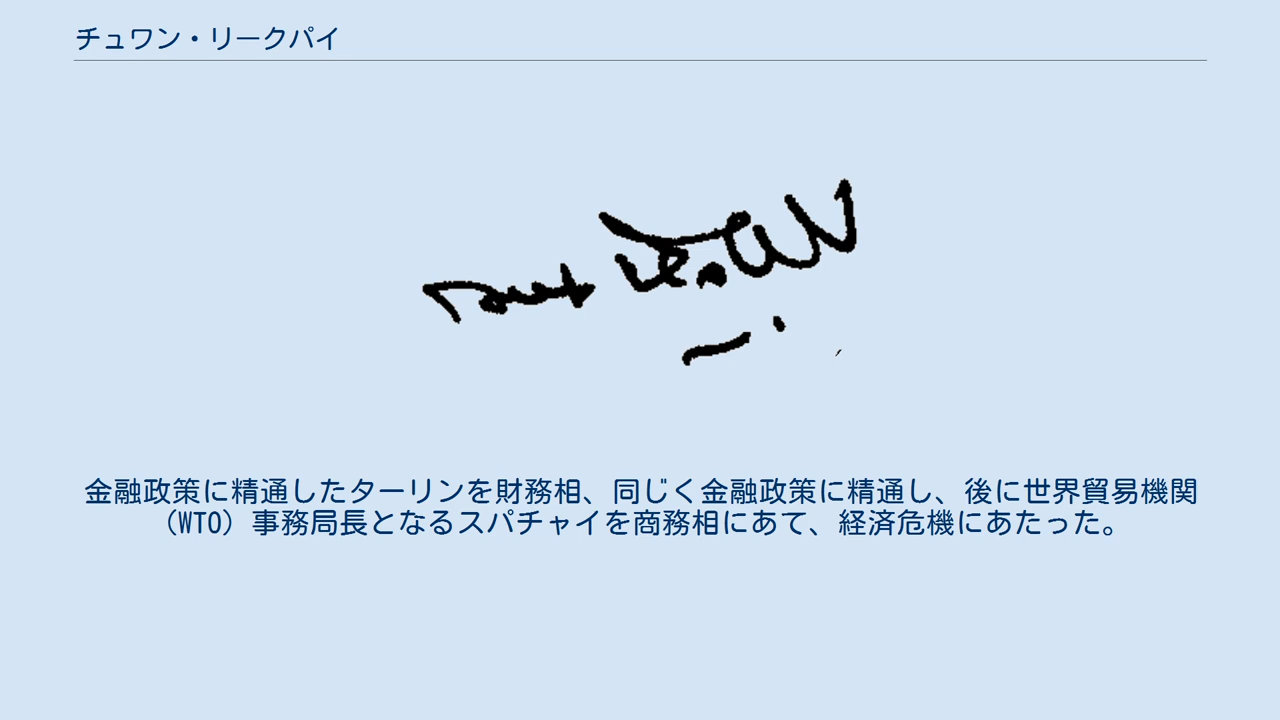 チュワン・リークパイ
金融政策に精通したターリンを財務相、同じく金融政策に精通し、後に世界貿易機関
（WTO）事務局長となるスパチャイを商務相にあて、経済危機にあたった。